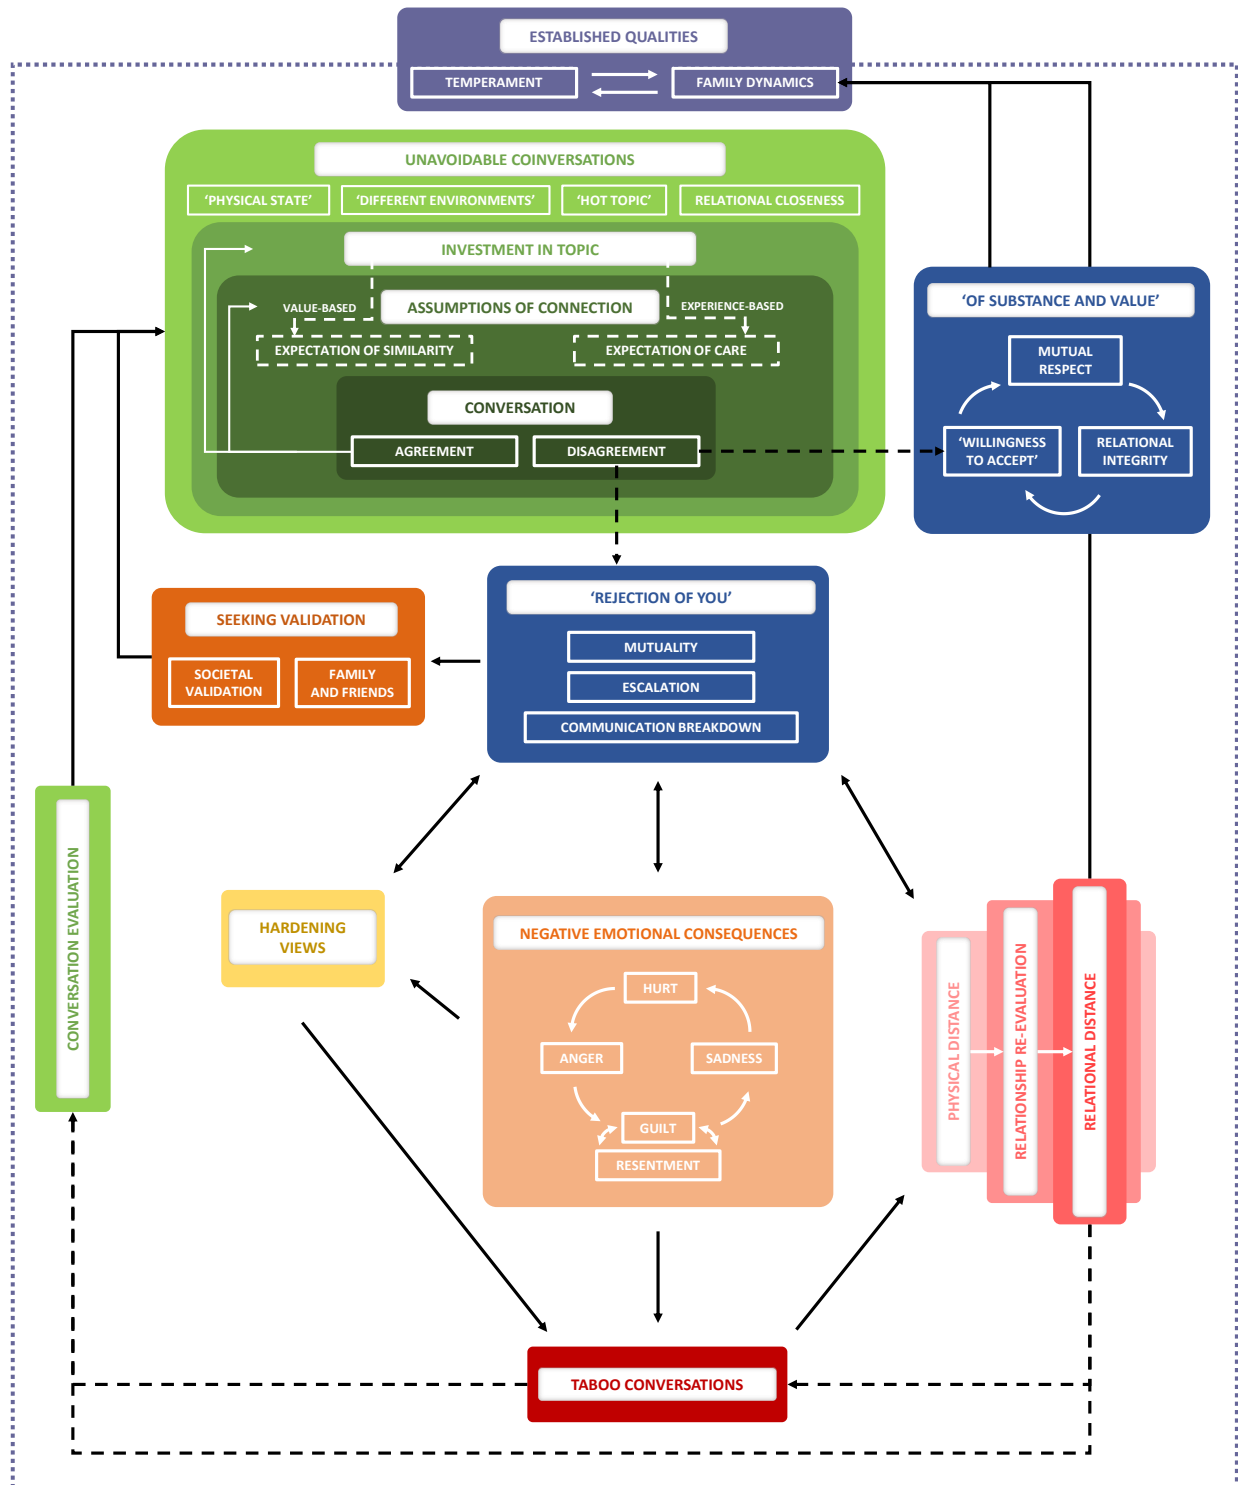 ESTABLISHED QUALITIES
TEMPERAMENT
FAMILY DYNAMICS
UNAVOIDABLE COINVERSATIONS
‘PHYSICAL STATE’
‘DIFFERENT ENVIRONMENTS’
‘HOT TOPIC’
RELATIONAL CLOSENESS
INVESTMENT IN TOPIC
VALUE-BASED
ASSUMPTIONS OF CONNECTION
EXPERIENCE-BASED
EXPECTATION OF SIMILARITY
EXPECTATION OF CARE
CONVERSATION
AGREEMENT
DISAGREEMENT
‘OF SUBSTANCE AND VALUE’
MUTUAL
RESPECT
‘WILLINGNESS
TO ACCEPT’
RELATIONAL
INTEGRITY
‘REJECTION OF YOU’
MUTUALITY
ESCALATION
COMMUNICATION BREAKDOWN
SEEKING VALIDATION
SOCIETAL
VALIDATION
FAMILY
AND FRIENDS
CONVERSATION EVALUATION
HARDENING
VIEWS
NEGATIVE EMOTIONAL CONSEQUENCES
HURT
ANGER
SADNESS
GUILT
RESENTMENT
PHYSICAL DISTANCE
RELATIONSHIP RE-EVALUATION
RELATIONAL DISTANCE
TABOO CONVERSATIONS